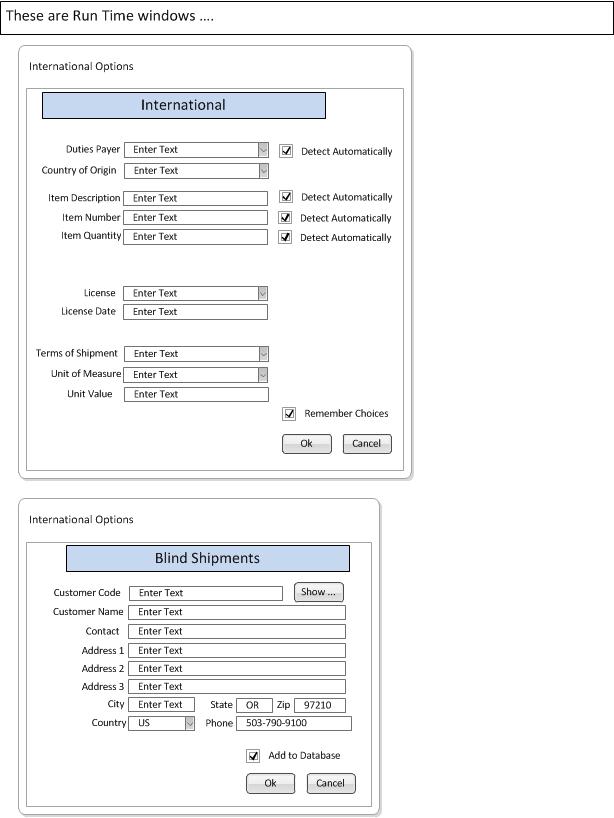 These are Run Time windows ....
International Options
International
Duties Payer Enter Text Detect Automatically
Country of Origin Enter Text
Item Description Enter Text Detect Automatically
Item Number Enter Text Detect Automatically
Item Quantity Enter Text Detect Automatically
License Enter Text
License Date Enter Text
Terms of Shipment Enter Text
Unit of Measure Enter Text
Unit Value Enter Text
Remember Choices
Ok Cancel
International Options
Blind Shipments
Customer Code Enter Text Show ...
Customer Name Enter Text
Contact Enter Text
Address 1 Enter Text
Address 2 Enter Text
Address 3 Enter Text
City Enter Text State OR Zip 97210
Country US Phone 503-790-9100
Add to Database
Ok Cancel